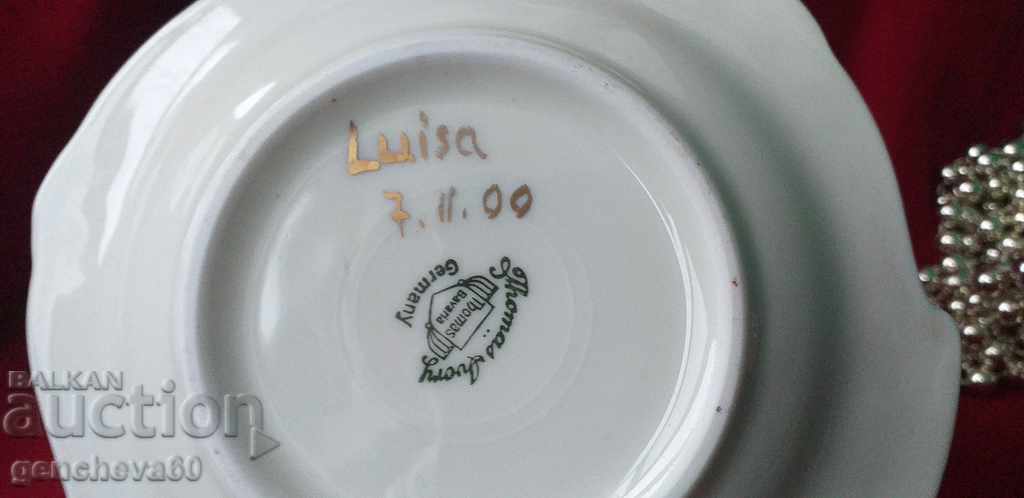 Luisa
7.11.00
Thomas Ivory
Thomas
Bavaria
Germany
BALKAN
auction
gencheva60